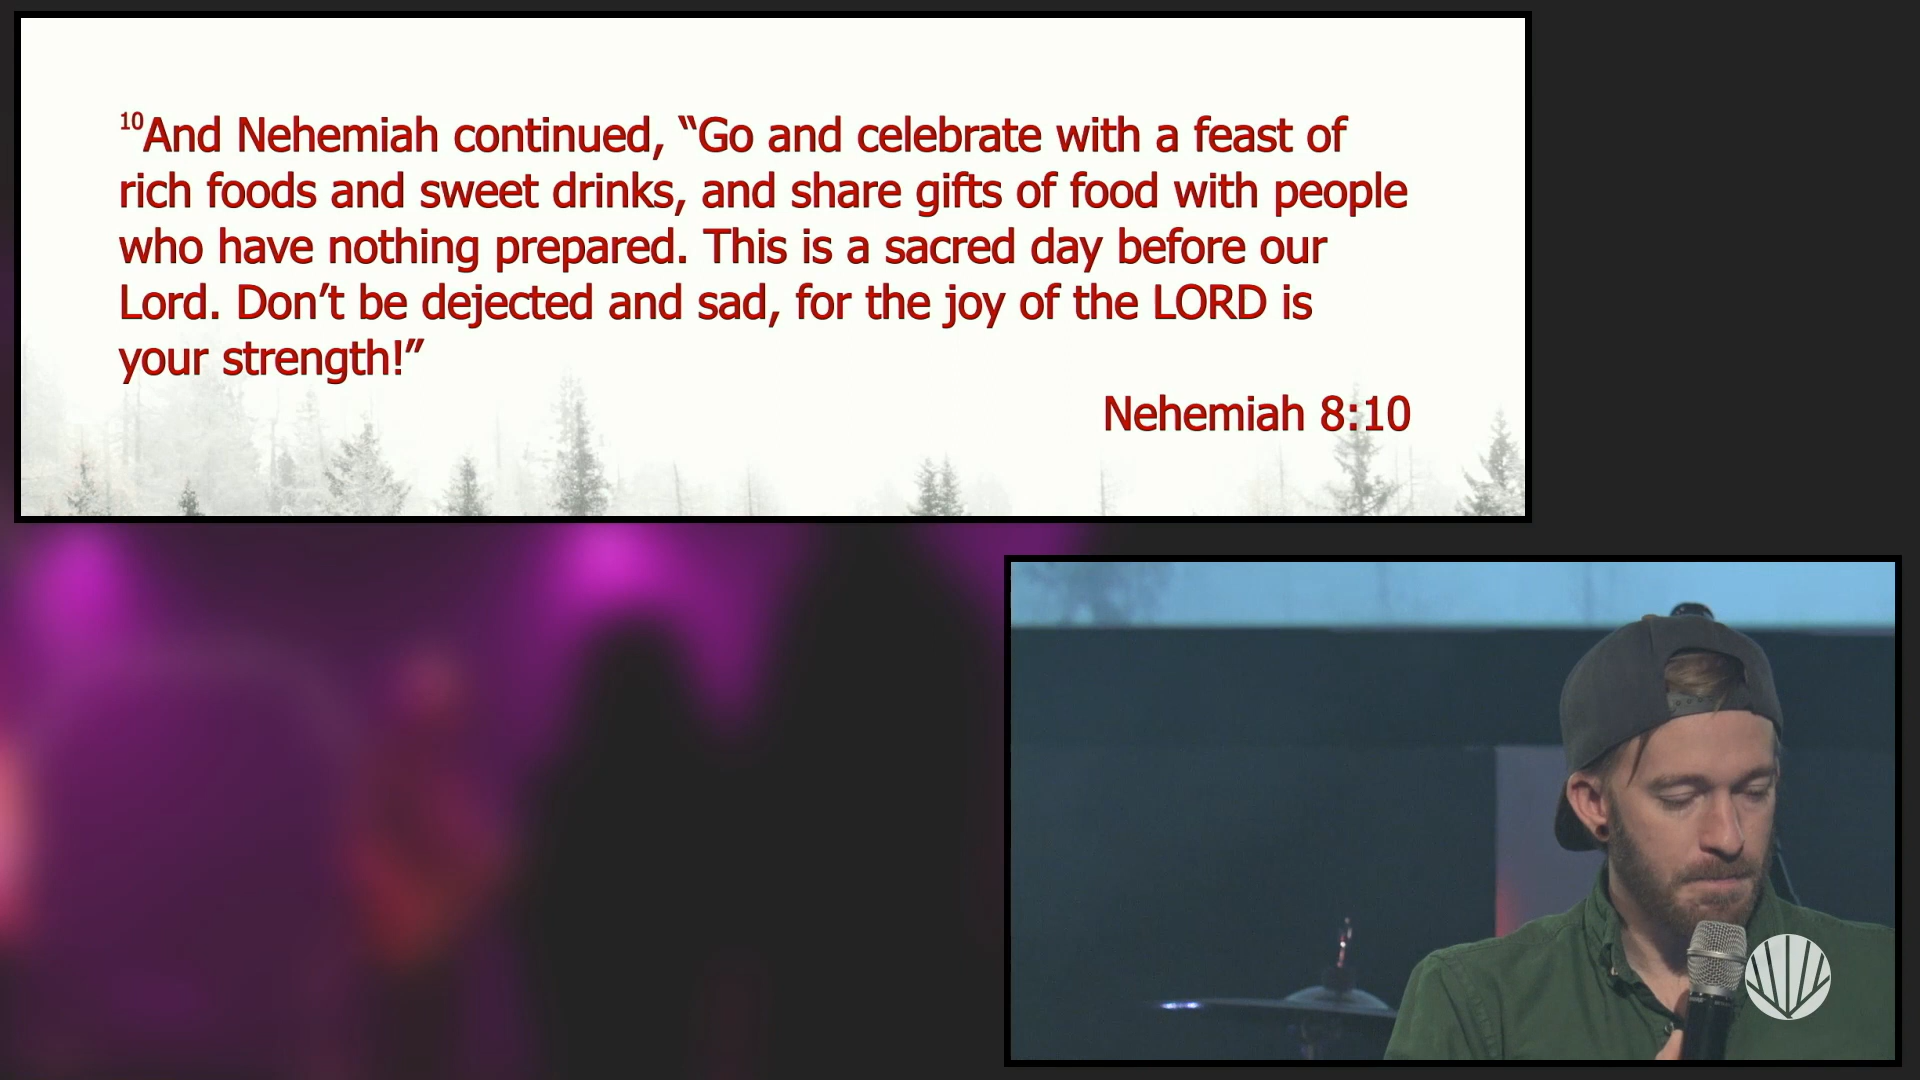 10And Nehemiah continued, “Go and celebrate with a feast of
rich foods and sweet drinks, and share gifts of food with people
who have nothing prepared. This is a sacred day before our
Lord. Don’t be dejected and sad, for the joy of the LORD is
your strength!”
Nehemiah 8:10